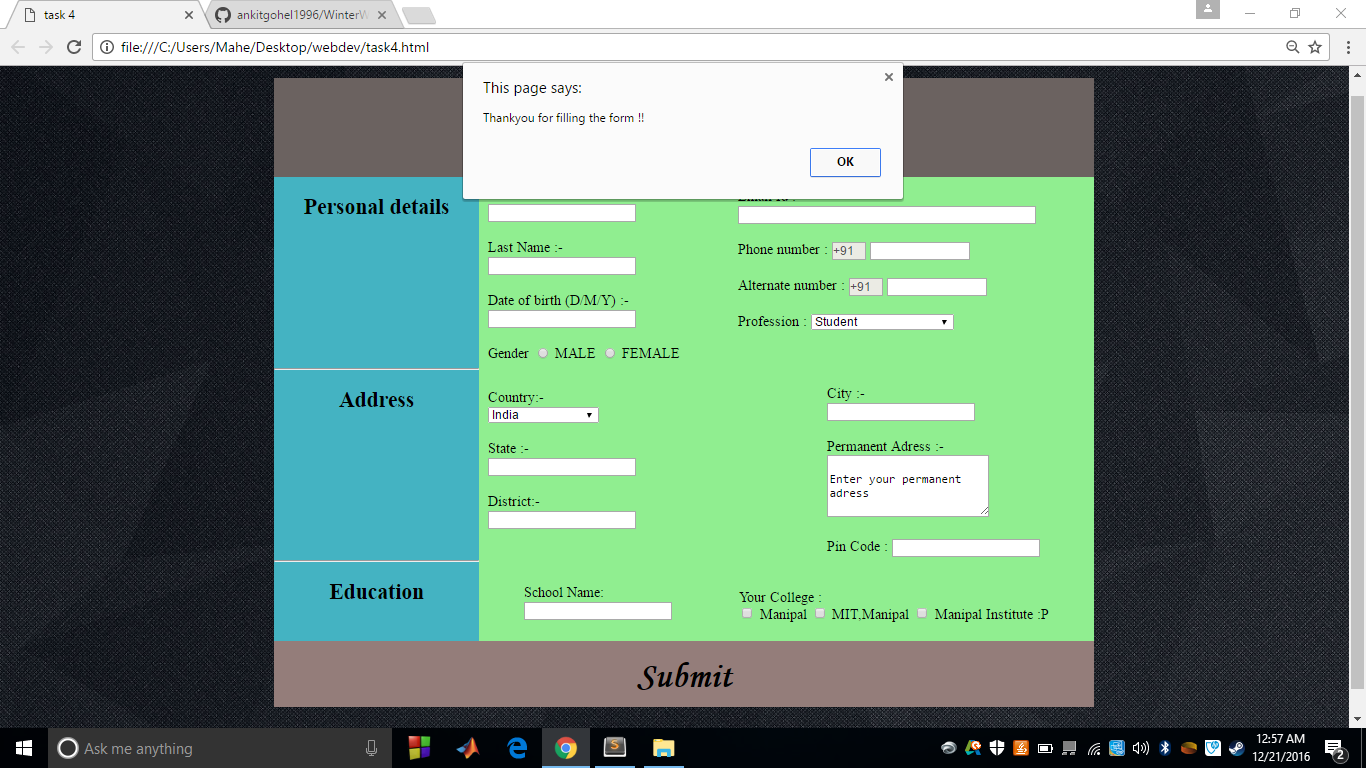 task 4
ankitgohel1996/WinterW
file:///C:/Users/Mahe/Desktop/webdev/task4.html
This page says:
Thankyou for filling the form !!
OK
Personal details
Last Name :-
Date of birth (D/M/Y) :-
Gender MALE FEMALE
Phone number : +91
Alternate number : +91
Profession : Student
Address
Country:-
India
State :-
District:-
City :-
Permanent Adress :-
Enter your permanent
adress
Pin Code :
Education
School Name:
Your College :
Manipal MIT,Manipal Manipal Institute :P
Submit
Ask me anything
12:57 AM
12/21/2016
2